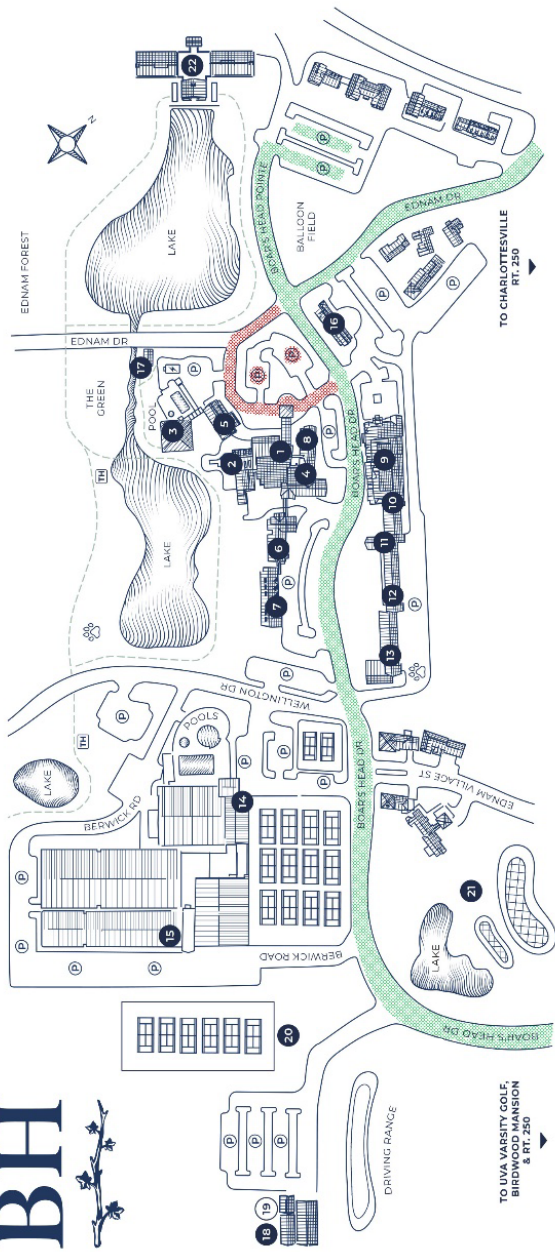 22
N
EDNAM FOREST
LAKE
BOAR'S HEAD POINTE
P
P
BALLOON
FIELD
EDNAM DR
TO CHARLOTTESVILLE
RT. 250
EDNAM DR
17
THE
GREEN
POOL
P
3
5
P
P
16
P
P
TH
2
1
8
4
P
9
10
BOAR'S HEAD DR
LAKE
6
7
P
11
12
P
13
WELLINGTON DR
P
P
TH
POOLS
P
P
LAKE
BERWICK RD
14
BOAR'S HEAD DR
EDNAM VILLAGE ST
P
P
15
P
P
BERWICK ROAD
21
LAKE
20
BOAR'S HEAD DR
P
P
P
DRIVING RANGE
18
19
TO UVA VARSITY GOLF,
BIRDWOOD MANSION
& RT. 250
BH